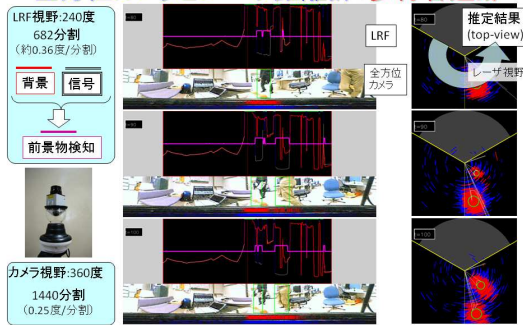 LRF視野:240度
682分割
(約0.36度/分割)
背景
信号
前景物検知
カメラ視野:360度
1440分割
(0.25度/分割)
LRF
全方位
カメラ
推定結果
(top-view)
レーザ視野
t=80
t=90
t=100